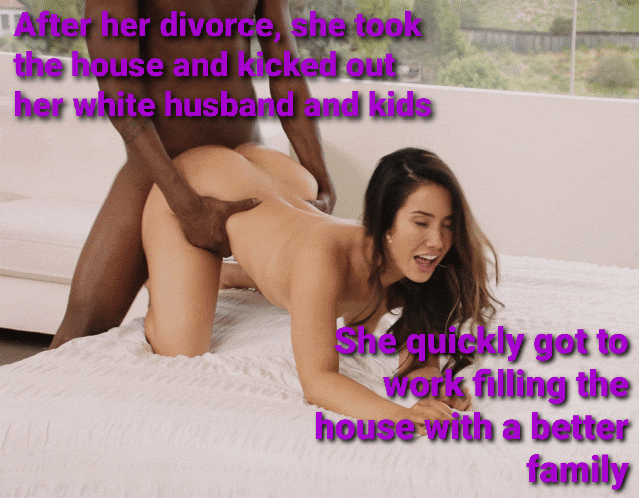 After her divorce, she took
the house and kicked out
her white husband and kids
She quickly got to
work filling the
house with a better
family